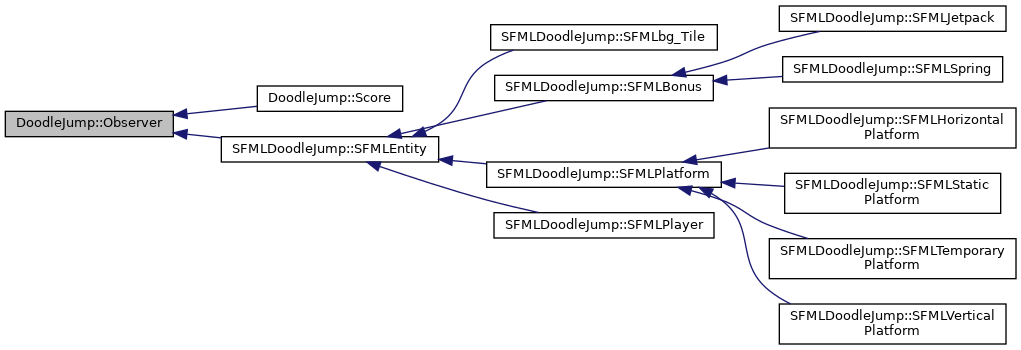 DoodleJump::Observer
DoodleJump::Score
SFMLDoodleJump::SFMLEntity
SFMLDoodleJump::SFMLbg_Tile
SFMLDoodleJump::SFMLBonus
SFMLDoodleJump::SFMLPlatform
SFMLDoodleJump::SFMLPlayer
SFMLDoodleJump::SFMLJetpack
SFMLDoodleJump::SFMLSpring
SFMLDoodleJump::SFMLHorizontal
Platform
SFMLDoodleJump::SFMLStatic
Platform
SFMLDoodleJump::SFMLTemporary
Platform
SFMLDoodleJump::SFMLVertical
Platform